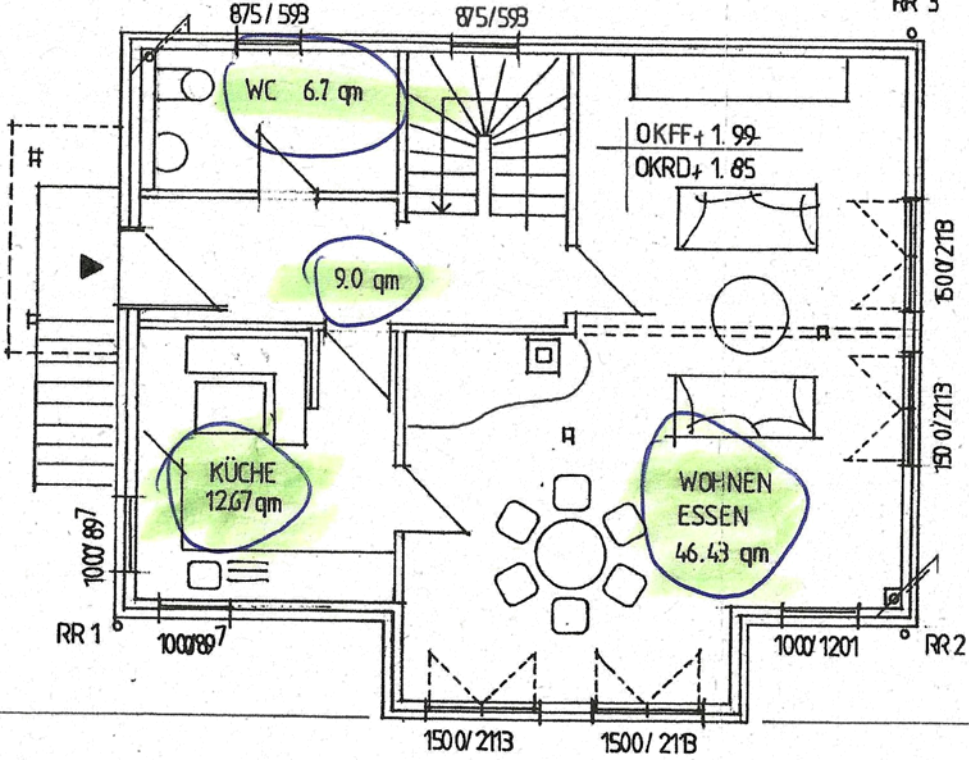 875/593
875/593
RR 3
WC 6.7 qm
OKFF+ 1.99
OKRD+ 1.85
9.0 qm
1500/2113
1500/2113
KÜCHE
12.67 qm
WOHNEN
ESSEN
46.43 qm
1000/89⁷
RR 1
1000/89⁷
1000/1201
RR 2
1500/2113
1500/2113